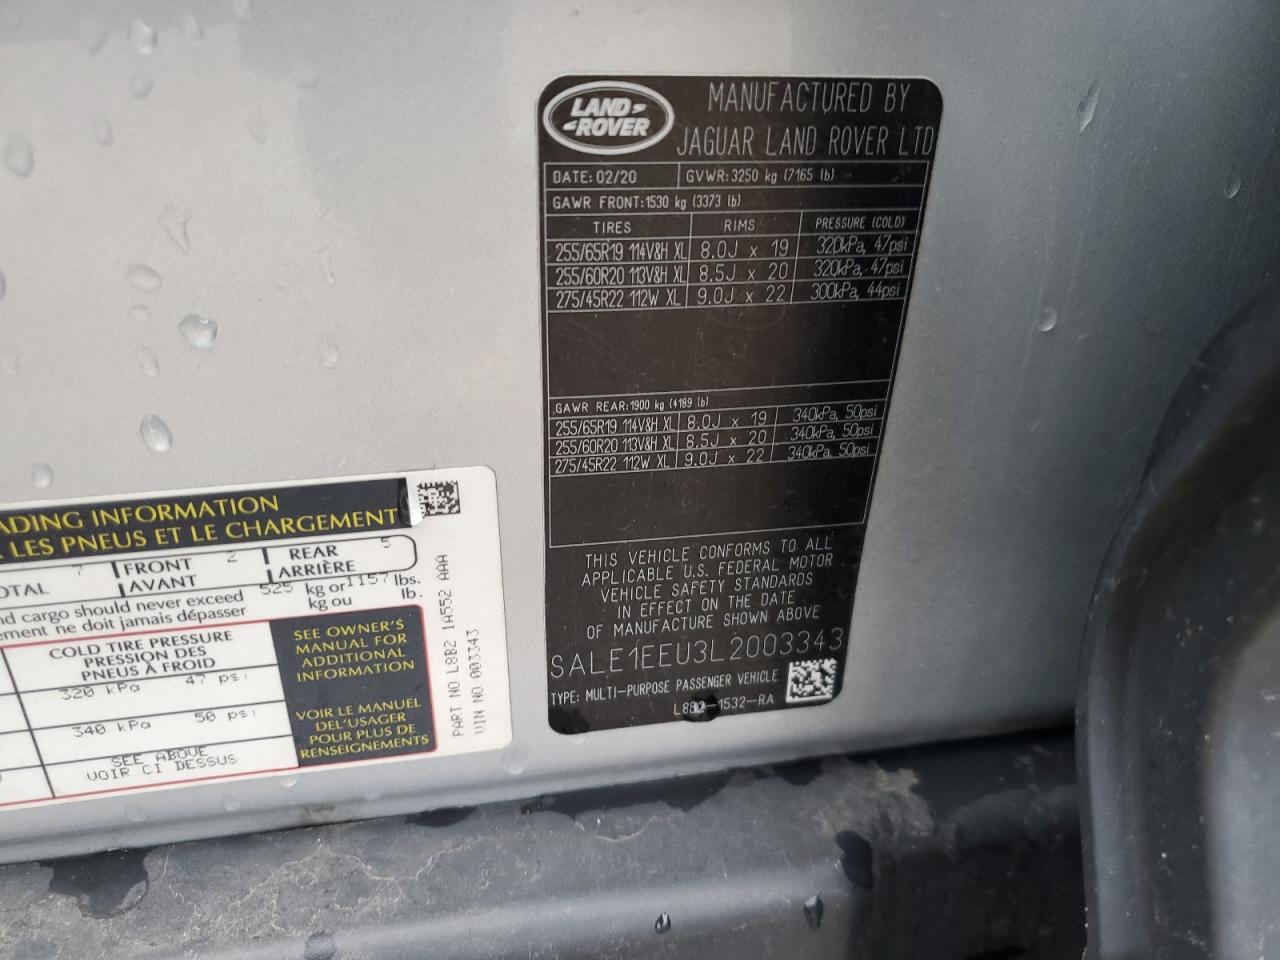 LAND ROVER
MANUFACTURED BY
JAGUAR LAND ROVER LTD
DATE: 02/20 GVWR: 3250 kg (7165 lb)
GAWR FRONT: 1530 kg (3373 lb)
TIRES RIMS PRESSURE (COLD)
255/65R19 114V&H XL 8.0J x 19 320kPa, 47psi
255/60R20 113V&H XL 8.5J x 20 320kPa, 47psi
275/45R22 112W XL 9.0J x 22 300kPa, 44psi
GAWR REAR: 1900 kg (4189 lb)
255/65R19 114V&H XL 8.0J x 19 340kPa, 50psi
255/60R20 113V&H XL 8.5J x 20 340kPa, 50psi
275/45R22 112W XL 9.0J x 22 340kPa, 50psi
THIS VEHICLE CONFORMS TO ALL
APPLICABLE U.S. FEDERAL MOTOR
VEHICLE SAFETY STANDARDS
IN EFFECT ON THE DATE
OF MANUFACTURE SHOWN ABOVE
SALE1EEU3L2003343
TYPE: MULTI-PURPOSE PASSENGER VEHICLE
L8B2-1532-RA
ADING INFORMATION
LES PNEUS ET LE CHARGEMENT
OTAL 7 FRONT 2 REAR 5
AVANT ARRIÈRE
nd cargo should never exceed 525 kg or 1157 lbs.
ement ne doit jamais dépasser kg ou lb.
COLD TIRE PRESSURE
PRESSION DES
PNEUS À FROID
320 kPa 47 psi
340 kPa 50 psi
SEE ABOVE
VOIR CI DESSUS
SEE OWNER'S
MANUAL FOR
ADDITIONAL
INFORMATION
VOIR LE MANUEL
DEL'USAGER
POUR PLUS DE
RENSEIGNEMENTS
PART NO L8B2 1A552 AAA
VIN NO 003343